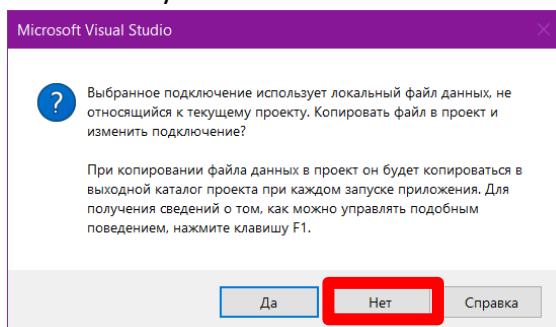 Microsoft Visual Studio
Выбранное подключение использует локальный файл данных, не
относящийся к текущему проекту. Копировать файл в проект и
изменить подключение?
При копировании файла данных в проект он будет копироваться в
выходной каталог проекта при каждом запуске приложения. Для
получения сведений о том, как можно управлять подобным
поведением, нажмите клавишу F1.
Да Нет Справка